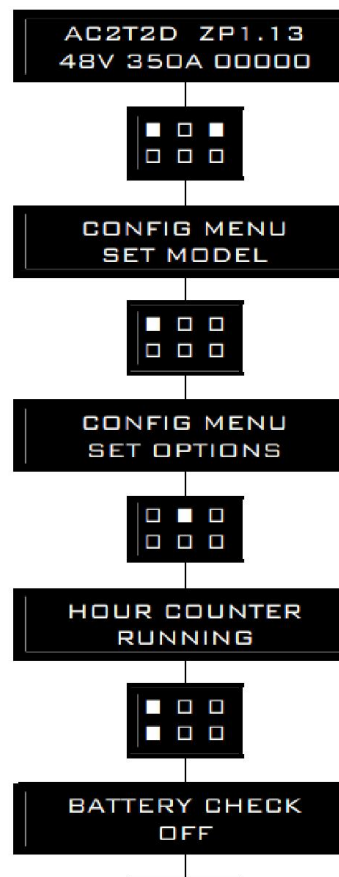 AC2T2D ZP1.13
48V 350A 00000
CONFIG MENU
SET MODEL
CONFIG MENU
SET OPTIONS
HOUR COUNTER
RUNNING
BATTERY CHECK
OFF